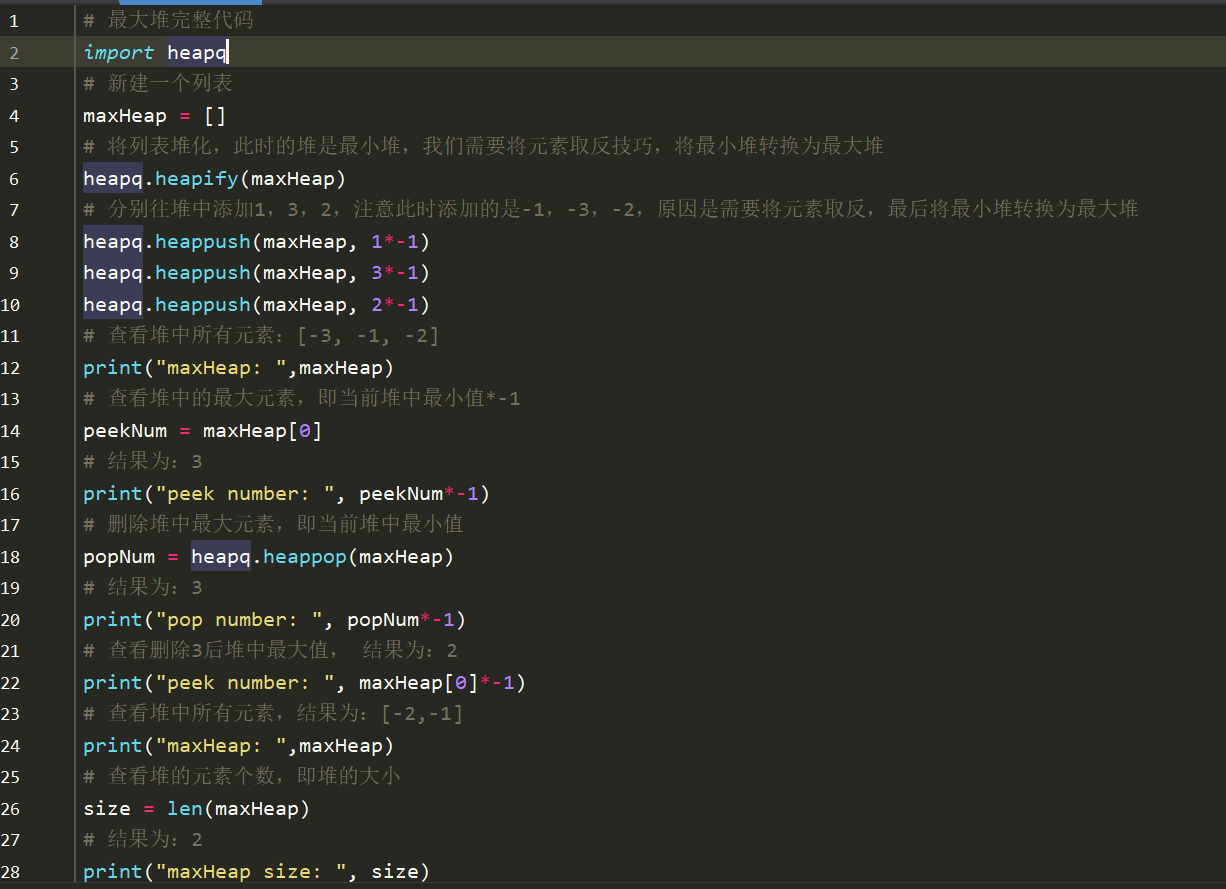 1 # 最大堆完整代码
2 import heapq
3 # 新建一个列表
4 maxHeap = []
5 # 将列表堆化，此时的堆是最小堆，我们需要将元素取反技巧，将最小堆转换为最大堆
6 heapq.heapify(maxHeap)
7 # 分别往堆中添加1，3，2，注意此时添加的是-1，-3，-2，原因是需要将元素取反，最后将最小堆转换为最大堆
8 heapq.heappush(maxHeap, 1*-1)
9 heapq.heappush(maxHeap, 3*-1)
10 heapq.heappush(maxHeap, 2*-1)
11 # 查看堆中所有元素：[-3, -1, -2]
12 print("maxHeap: ",maxHeap)
13 # 查看堆中的最大元素，即当前堆中最小值*-1
14 peekNum = maxHeap[0]
15 # 结果为：3
16 print("peek number: ", peekNum*-1)
17 # 删除堆中最大元素，即当前堆中最小值
18 popNum = heapq.heappop(maxHeap)
19 # 结果为：3
20 print("pop number: ", popNum*-1)
21 # 查看删除3后堆中最大值， 结果为：2
22 print("peek number: ", maxHeap[0]*-1)
23 # 查看堆中所有元素，结果为：[-2,-1]
24 print("maxHeap: ",maxHeap)
25 # 查看堆的元素个数，即堆的大小
26 size = len(maxHeap)
27 # 结果为：2
28 print("maxHeap size: ", size)